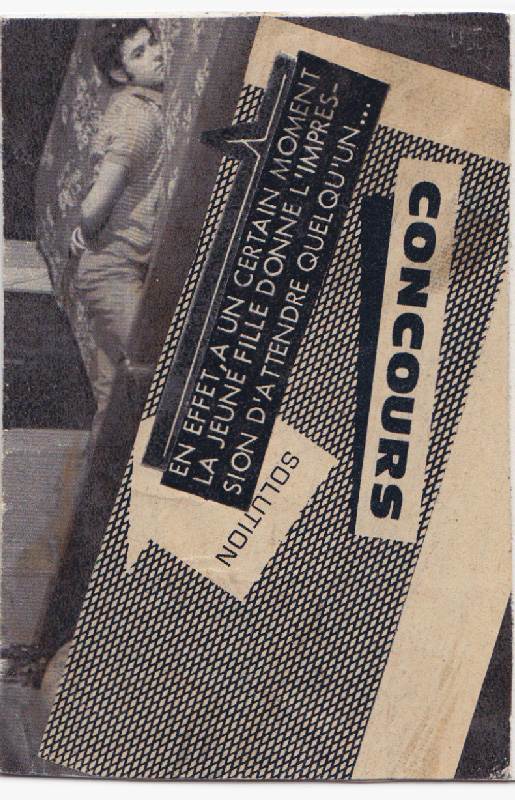 EN EFFET, A UN CERTAIN MOMENT
LA JEUNE FILLE DONNE L'IMPRES-
SION D'ATTENDRE QUELQU'UN...
CONCOURS
SOLUTION